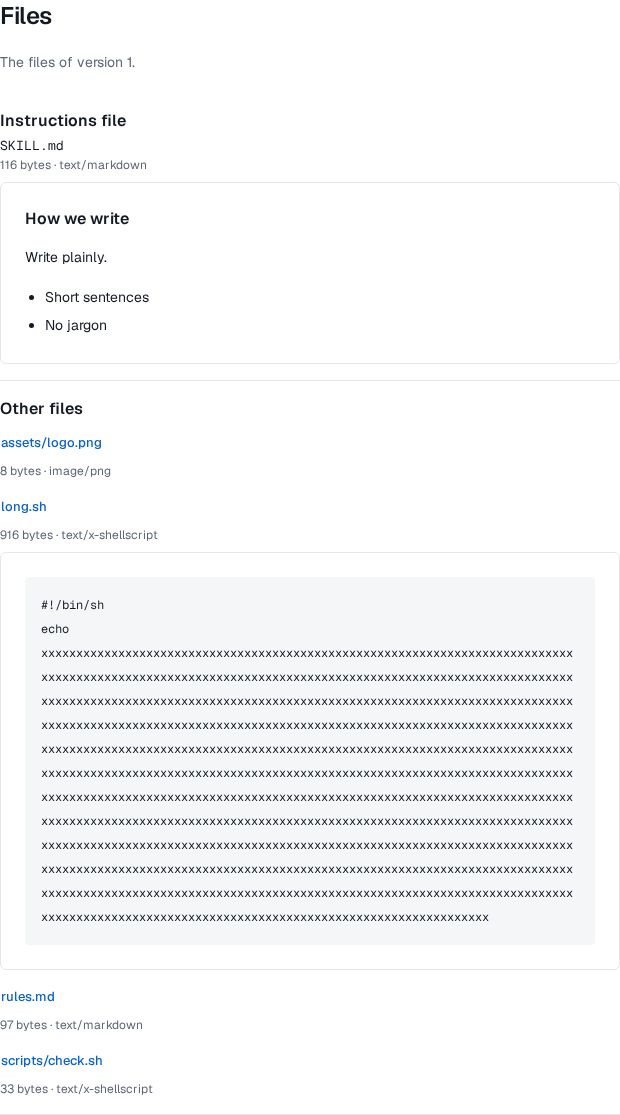 Files
The files of version 1.
Instructions file
SKILL.md
116 bytes · text/markdown
How we write
Write plainly.
• Short sentences
• No jargon
Other files
assets/logo.png
8 bytes · image/png
long.sh
916 bytes · text/x-shellscript
#!/bin/sh
echo
xxxxxxxxxxxxxxxxxxxxxxxxxxxxxxxxxxxxxxxxxxxxxxxxxxxxxxxxxxxxxxxxxxxxxxxxxxxx
xxxxxxxxxxxxxxxxxxxxxxxxxxxxxxxxxxxxxxxxxxxxxxxxxxxxxxxxxxxxxxxxxxxxxxxxxxxx
xxxxxxxxxxxxxxxxxxxxxxxxxxxxxxxxxxxxxxxxxxxxxxxxxxxxxxxxxxxxxxxxxxxxxxxxxxxx
xxxxxxxxxxxxxxxxxxxxxxxxxxxxxxxxxxxxxxxxxxxxxxxxxxxxxxxxxxxxxxxxxxxxxxxxxxxx
xxxxxxxxxxxxxxxxxxxxxxxxxxxxxxxxxxxxxxxxxxxxxxxxxxxxxxxxxxxxxxxxxxxxxxxxxxxx
xxxxxxxxxxxxxxxxxxxxxxxxxxxxxxxxxxxxxxxxxxxxxxxxxxxxxxxxxxxxxxxxxxxxxxxxxxxx
xxxxxxxxxxxxxxxxxxxxxxxxxxxxxxxxxxxxxxxxxxxxxxxxxxxxxxxxxxxxxxxxxxxxxxxxxxxx
xxxxxxxxxxxxxxxxxxxxxxxxxxxxxxxxxxxxxxxxxxxxxxxxxxxxxxxxxxxxxxxxxxxxxxxxxxxx
xxxxxxxxxxxxxxxxxxxxxxxxxxxxxxxxxxxxxxxxxxxxxxxxxxxxxxxxxxxxxxxxxxxxxxxxxxxx
xxxxxxxxxxxxxxxxxxxxxxxxxxxxxxxxxxxxxxxxxxxxxxxxxxxxxxxxxxxxxxxxxxxxxxxxxxxx
xxxxxxxxxxxxxxxxxxxxxxxxxxxxxxxxxxxxxxxxxxxxxxxxxxxxxxxxxxxxxxxxxxxxxxxxxxxx
xxxxxxxxxxxxxxxxxxxxxxxxxxxxxxxxxxxxxxxxxxxxxxxxxxxxxxxxxxxxxxxx
rules.md
97 bytes · text/markdown
scripts/check.sh
33 bytes · text/x-shellscript